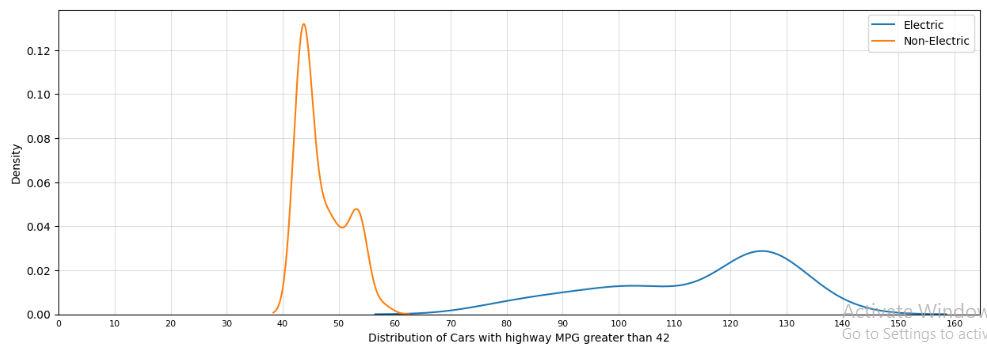 Electric
Non-Electric
0.12
0.10
0.08
0.06
0.04
0.02
0.00
Density
0 10 20 30 40 50 60 70 80 90 100 110 120 130 140 150 160
Distribution of Cars with highway MPG greater than 42
Activate Window
Go to Settings to activ